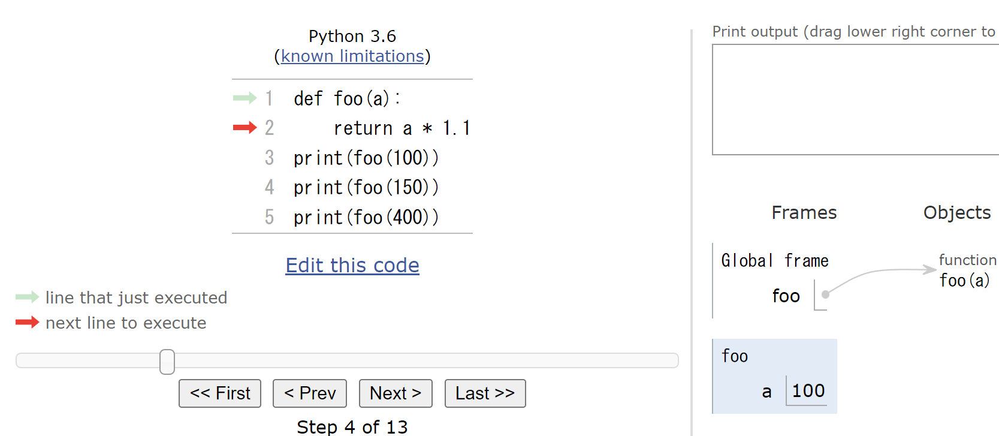 Python 3.6
(known limitations)
1 def foo(a):
2     return a * 1.1
3 print(foo(100))
4 print(foo(150))
5 print(foo(400))
Edit this code
line that just executed
next line to execute
<< First
< Prev
Next >
Last >>
Step 4 of 13
Print output (drag lower right corner to
Frames
Objects
Global frame
foo
function
foo(a)
foo
a 100